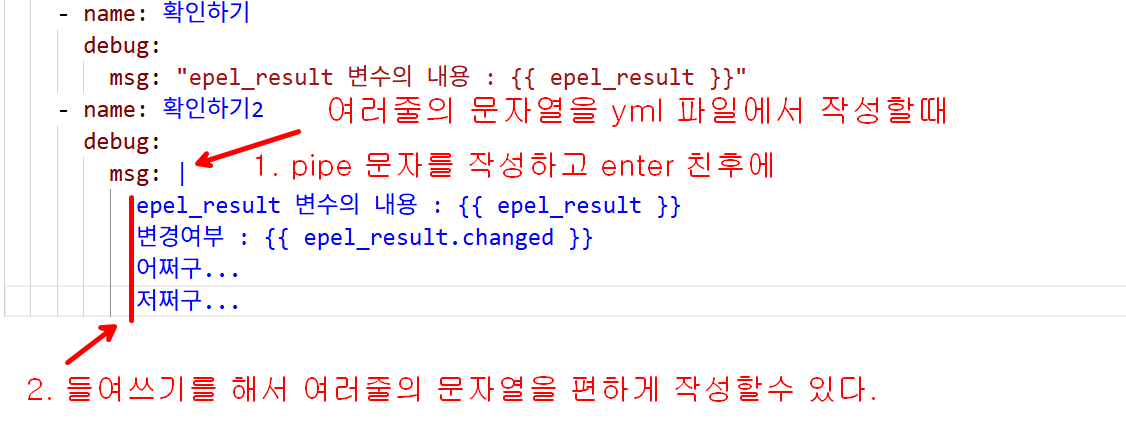 - name: 확인하기
debug:
msg: "epel_result 변수의 내용 : {{ epel_result }}"
- name: 확인하기2
여러줄의 문자열을 yml 파일에서 작성할때
debug:
msg: |
1. pipe 문자를 작성하고 enter 친후에
epel_result 변수의 내용 : {{ epel_result }}
변경여부 : {{ epel_result.changed }}
어쩌구...
저쩌구...
2. 들여쓰기를 해서 여러줄의 문자열을 편하게 작성할수 있다.